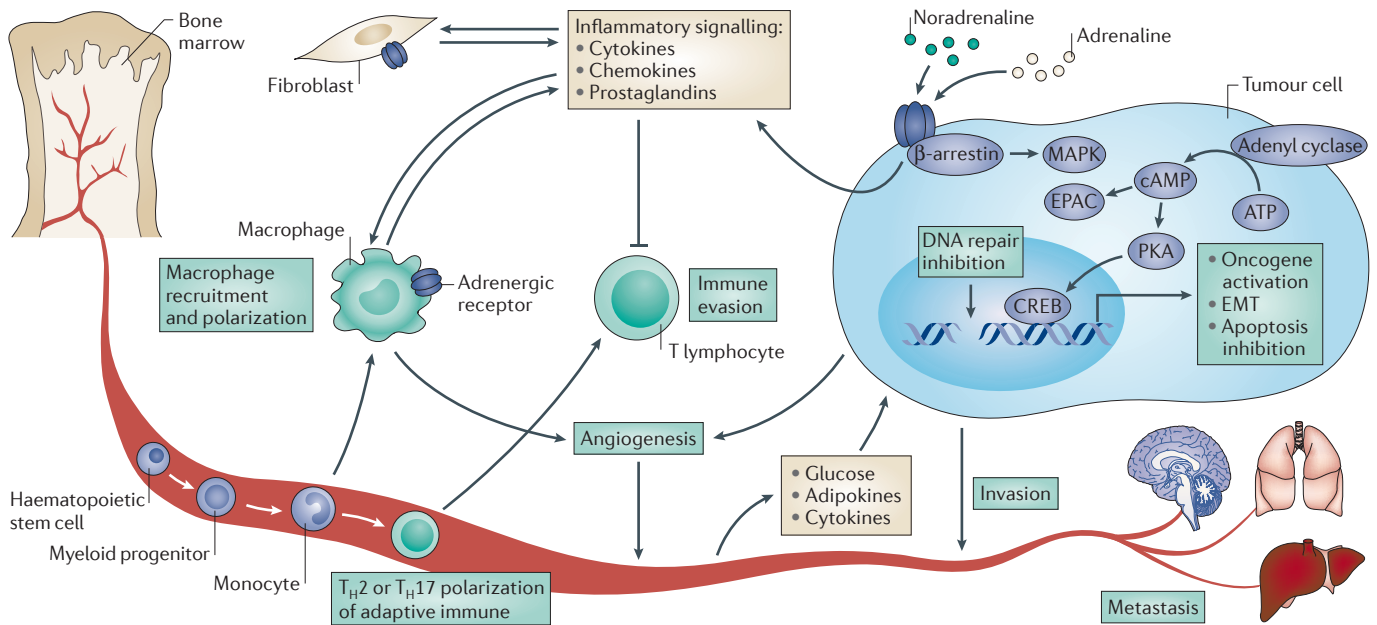 Bone
marrow
Fibroblast
Inflammatory signalling:
• Cytokines
• Chemokines
• Prostaglandins
Noradrenaline
Adrenaline
Tumour cell
β-arrestin
MAPK
Adenyl cyclase
cAMP
EPAC
ATP
PKA
DNA repair
inhibition
CREB
• Oncogene
activation
• EMT
• Apoptosis
inhibition
Macrophage
Macrophage
recruitment
and polarization
Adrenergic
receptor
Immune
evasion
T lymphocyte
Angiogenesis
• Glucose
• Adipokines
• Cytokines
Invasion
Haematopoietic
stem cell
Myeloid progenitor
Monocyte
TH2 or TH17 polarization
of adaptive immune
Metastasis